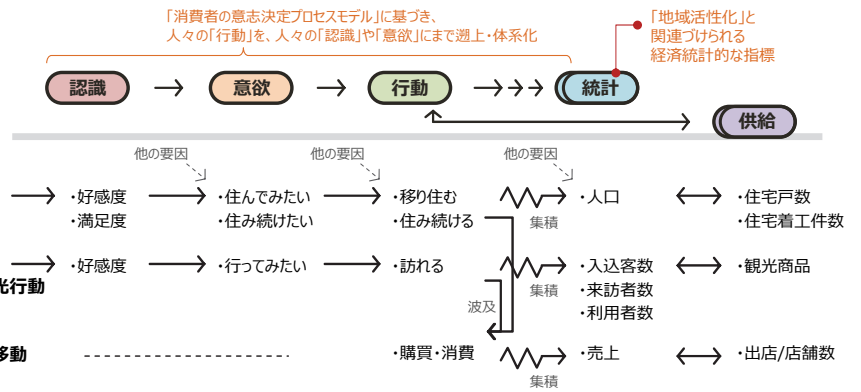 「消費者の意志決定プロセスモデル」に基づき、
人々の「行動」を、人々の「認識」や「意欲」にまで遡上・体系化
「地域活性化」と
関連づけられる
経済統計的な指標
認識
意欲
行動
統計
供給
他の要因
他の要因
他の要因
・好感度
・満足度
・住んでみたい
・住み続けたい
・移り住む
・住み続ける
集積
・人口
・住宅戸数
・住宅着工件数
・好感度
・行ってみたい
・訪れる
集積
・入込客数
・来訪者数
・利用者数
・観光商品
光行動
波及
移動
・購買・消費
集積
・売上
・出店/店舗数